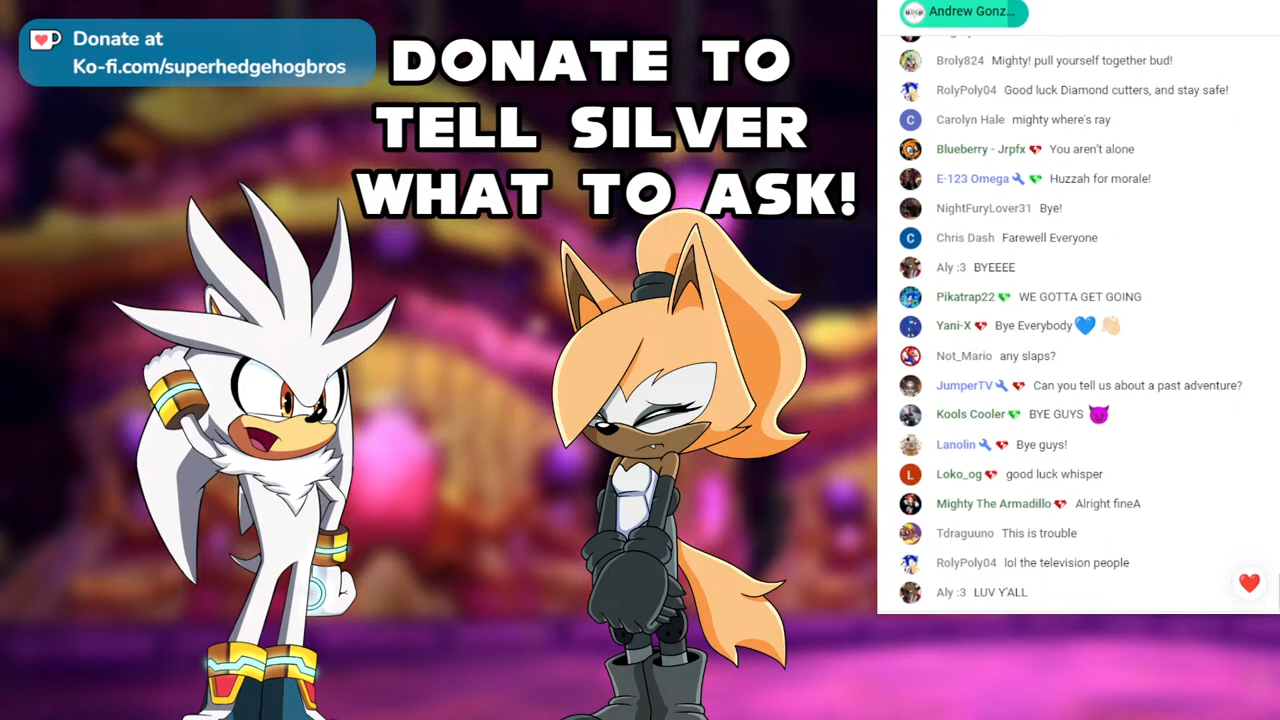 Donate at
Ko-fi.com/superhedgehogbros
DONATE TO
TELL SILVER
WHAT TO ASK!
Andrew Gonz...
Broly824 Mighty! pull yourself together bud!
RolyPoly04 Good luck Diamond cutters, and stay safe!
C Carolyn Hale mighty where's ray
Blueberry - Jrpfx You aren't alone
E-123 Omega Huzzah for morale!
NightFuryLover31 Bye!
C Chris Dash Farewell Everyone
Aly :3 BYEEEE
Pikatrap22 WE GOTTA GET GOING
Yani-X Bye Everybody
Not_Mario any slaps?
JumperTV Can you tell us about a past adventure?
Kools Cooler BYE GUYS
Lanolin Bye guys!
L Loko_og good luck whisper
Mighty The Armadillo Alright fineA
Tdraguuno This is trouble
RolyPoly04 lol the television people
Aly :3 LUV Y'ALL